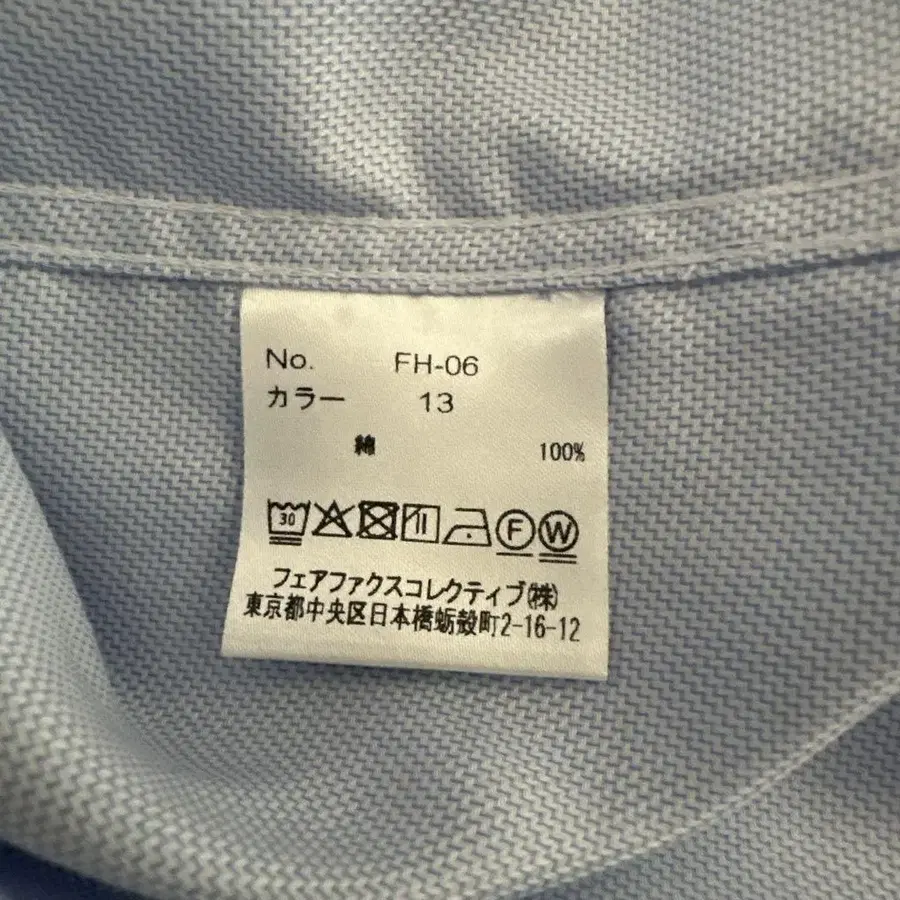 No. FH-06
カラー 13
綿 100%
30 F W
フェアファクスコレクティブ(株)
東京都中央区日本橋蛎殻町2-16-12